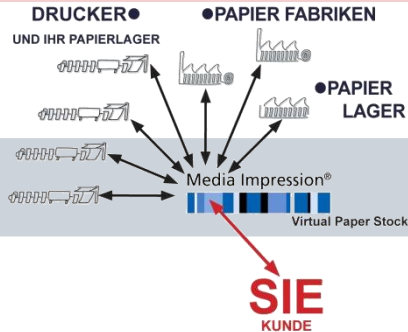 DRUCKER●
UND IHR PAPIERLAGER
●PAPIER FABRIKEN
●PAPIER
LAGER
Media Impression®
Virtual Paper Stock
SIE
KUNDE